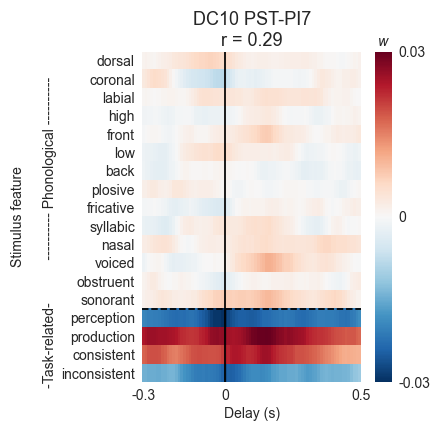 DC10 PST-PI7
r = 0.29
w
0.03
0
-0.03
Stimulus feature
---------- Phonological ----------
-Task-related-
dorsal
coronal
labial
high
front
low
back
plosive
fricative
syllabic
nasal
voiced
obstruent
sonorant
perception
production
consistent
inconsistent
-0.3
0
0.5
Delay (s)